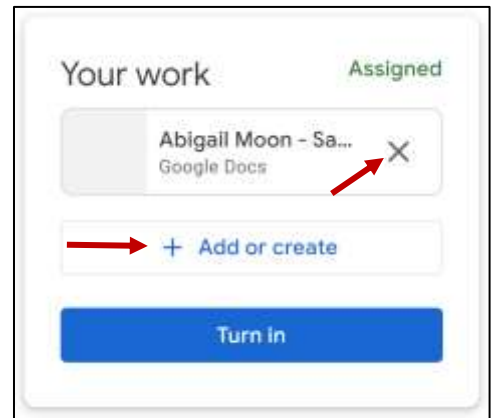 Your work
Assigned
Abigail Moon - Sa...
Google Docs
+ Add or create
Turn in